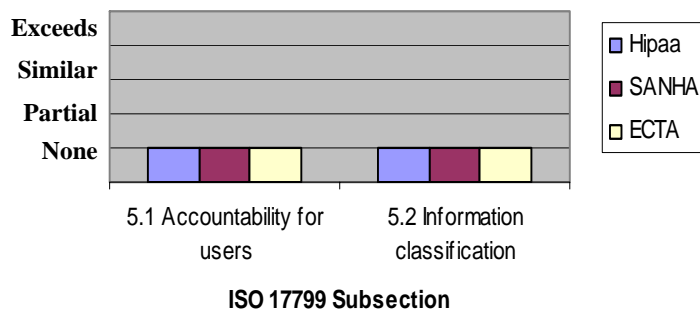 Exceeds
Similar
Partial
None
Hipaa
SANHA
ECTA
5.1 Accountability for
users
5.2 Information
classification
ISO 17799 Subsection